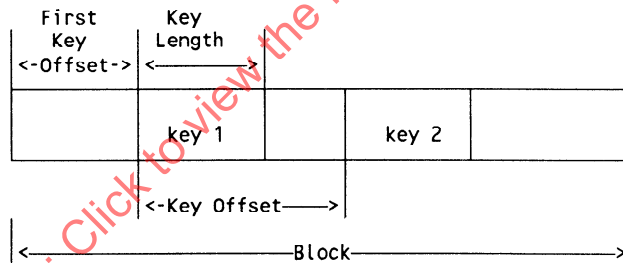 First Key
Key Length
<-Offset->
key 1 key 2
<-Key Offset->
<-Block->
. Click to view the